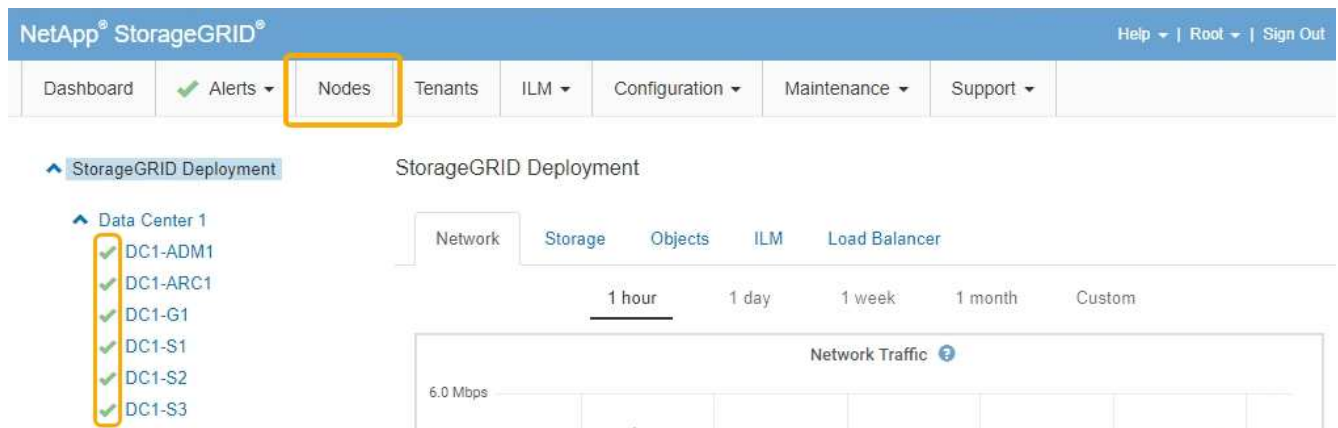 NetApp® StorageGRID®
Help | Root | Sign Out
Dashboard Alerts Nodes Tenants ILM Configuration Maintenance Support
StorageGRID Deployment
StorageGRID Deployment
Data Center 1
Network Storage Objects ILM Load Balancer
DC1-ADM1
DC1-ARC1
1 hour 1 day 1 week 1 month Custom
DC1-G1
DC1-S1
Network Traffic ?
DC1-S2
6.0 Mbps
DC1-S3